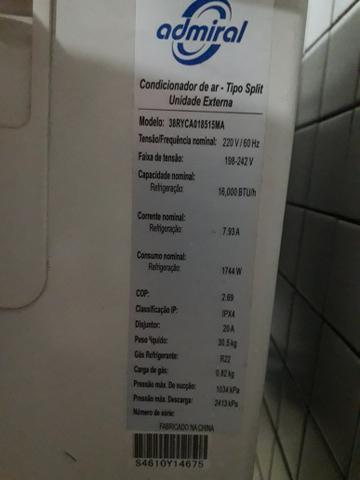 admiral
Condicionador de ar - Tipo Split
Unidade Externa
Modelo: 38RYCA018515MA
Tensão/Frequência nominal: 220 V / 60 Hz
Faixa de tensão: 198-242 V
Capacidade nominal:
Refrigeração: 16,000 BTU/h
Corrente nominal:
Refrigeração: 7.93 A
Consumo nominal:
Refrigeração: 1744 W
COP: 2.69
Classificação IP: IPX4
Disjuntor: 20 A
Peso líquido: 30.5 kg
Gás Refrigerante: R22
Carga de gás: 0.82 kg
Pressão máx. De sucção: 1034 kPa
Pressão máx. Descarga: 2413 kPa
Número de série:
FABRICADO NA CHINA
S4610Y14675